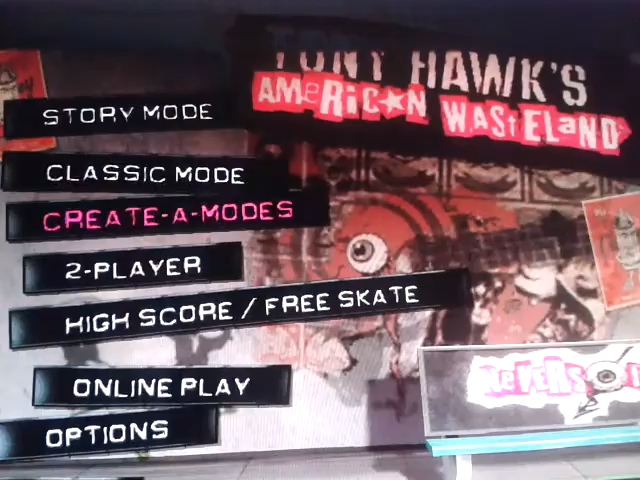 TONY HAWK'S
AMeRiCaN WAStELaND
STORY MODE
CLASSIC MODE
CREATE-A-MODES
2-PLAYER
HIGH SCORE / FREE SKATE
ONLINE PLAY
OPTIONS